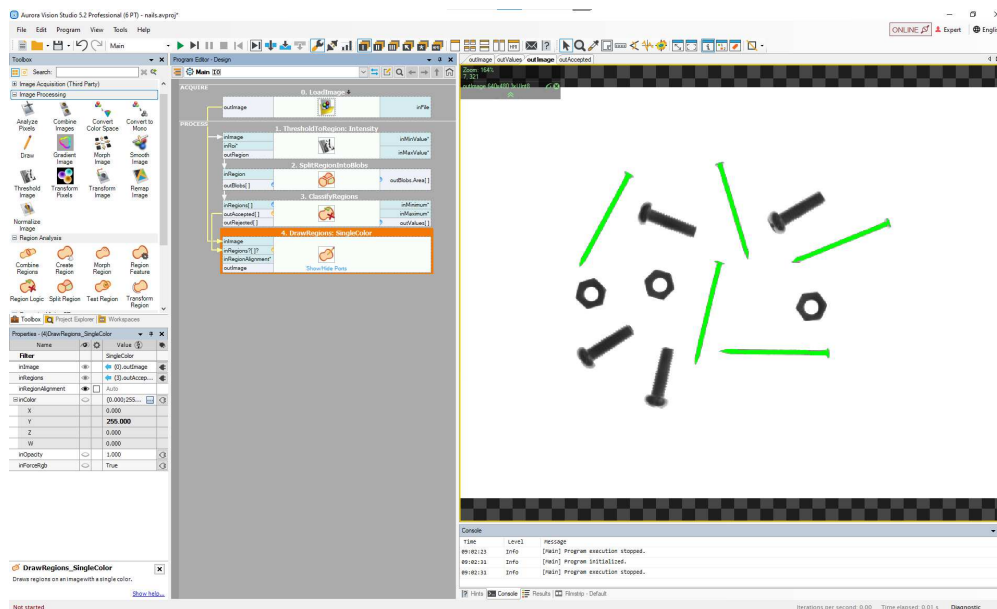 Aurora Vision Studio 5.2 Professional (6 PT) - nails.avproj*
File Edit Program View Tools Help
ONLINE Expert Englis
Main
Toolbox
Search:
Image Acquisition (Third Party)
Image Processing
Analyze Pixels
Combine Images
Convert Color Space
Convert to Mono
Draw
Gradient Image
Morph Image
Smooth Image
Threshold Image
Transform Pixels
Transform Image
Remap Image
Normalize Image
Region Analysis
Combine Regions
Create Region
Morph Region
Region Feature
Region Logic
Split Region
Test Region
Transform Region
Toolbox Project Explorer Workspaces
Properties - (4)DrawRegions_SingleColor
Name Value
Filter SingleColor
inImage (0).outImage
inRegions (3).outAccep...
inRegionAlignment Auto
inColor (0.000;255...
X 0.000
Y 255.000
Z 0.000
W 0.000
inOpacity 1.000
inForceRgb True
DrawRegions_SingleColor
Draws regions on an image with a single color.
Show help...
Program Editor - Design
Main
ACQUIRE
0. LoadImage
outImage inFile
PROCESS
1. ThresholdToRegion: Intensity
inImage inMinValue*
inRoi*
outRegion inMaxValue*
2. SplitRegionIntoBlobs
inRegion
outBlobs[] outBlobs.Area[]
3. ClassifyRegions
inRegions[] inMinimum*
outAccepted[] inMaximum*
outRejected[] outValues[]
4. DrawRegions: SingleColor
inImage
inRegions?[]?
inRegionAlignment*
outImage Show/Hide Ports
outImage outValues outImage outAccepted
Zoom: 164%
7; 321
outImage 640x480 3xUInt8
Console
Time Level Message
09:02:23 Info [Main] Program execution stopped.
09:02:31 Info [Main] Program initialized.
09:02:31 Info [Main] Program execution stopped.
Hints Console Results Filmstrip - Default
Not started
Iterations per second: 0.00 Time elapsed: 0.01 s Diagnostic